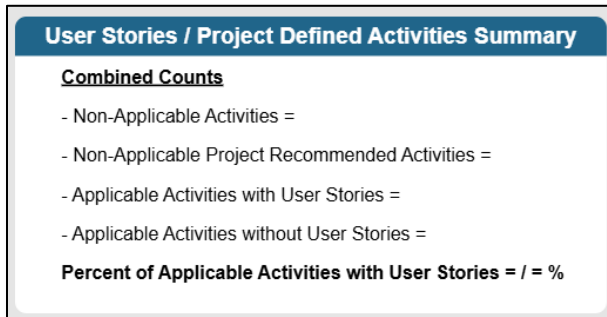 User Stories / Project Defined Activities Summary
Combined Counts
- Non-Applicable Activities =
- Non-Applicable Project Recommended Activities =
- Applicable Activities with User Stories =
- Applicable Activities without User Stories =
Percent of Applicable Activities with User Stories = / = %